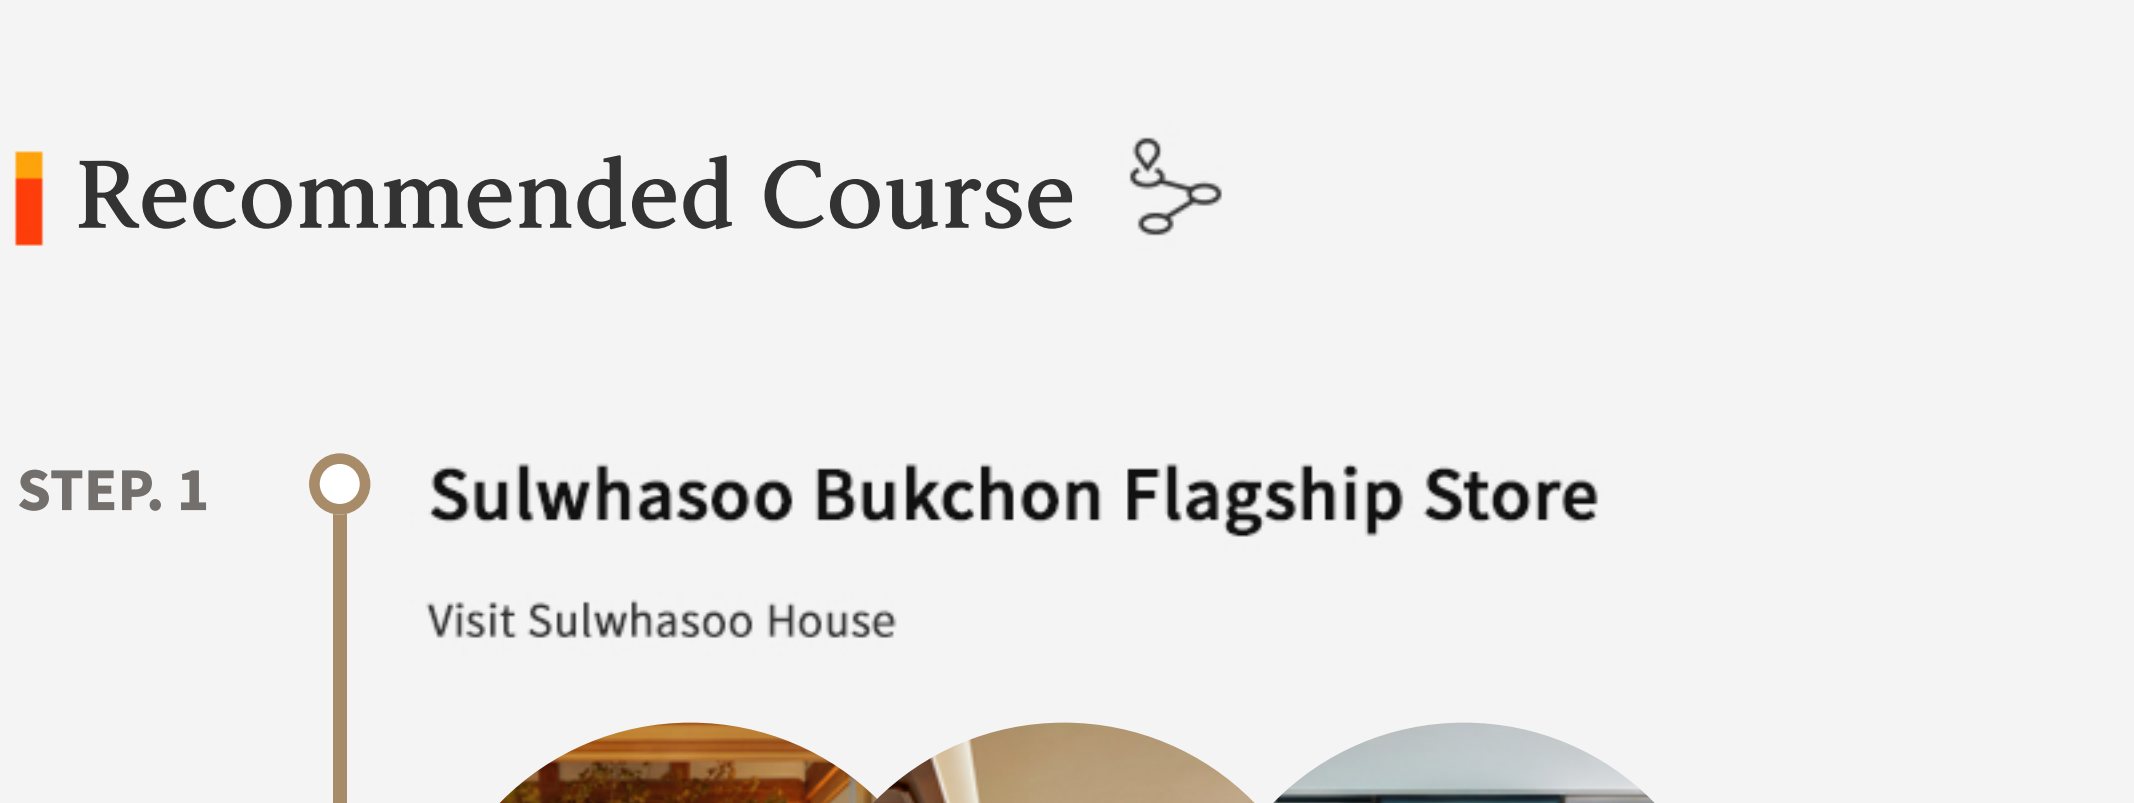 Recommended Course
STEP. 1
Sulwhasoo Bukchon Flagship Store
Visit Sulwhasoo House